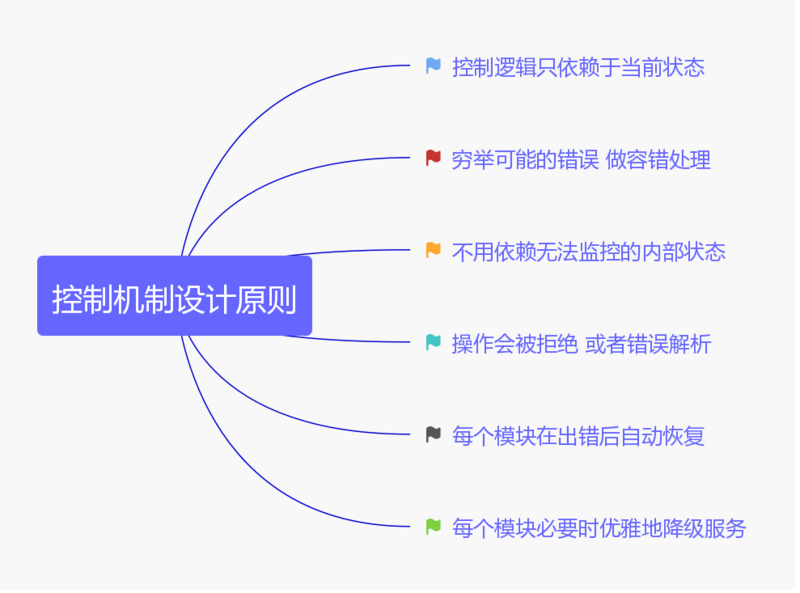 控制逻辑只依赖于当前状态
穷举可能的错误 做容错处理
不用依赖无法监控的内部状态
控制机制设计原则
操作会被拒绝 或者错误解析
每个模块在出错后自动恢复
每个模块必要时优雅地降级服务